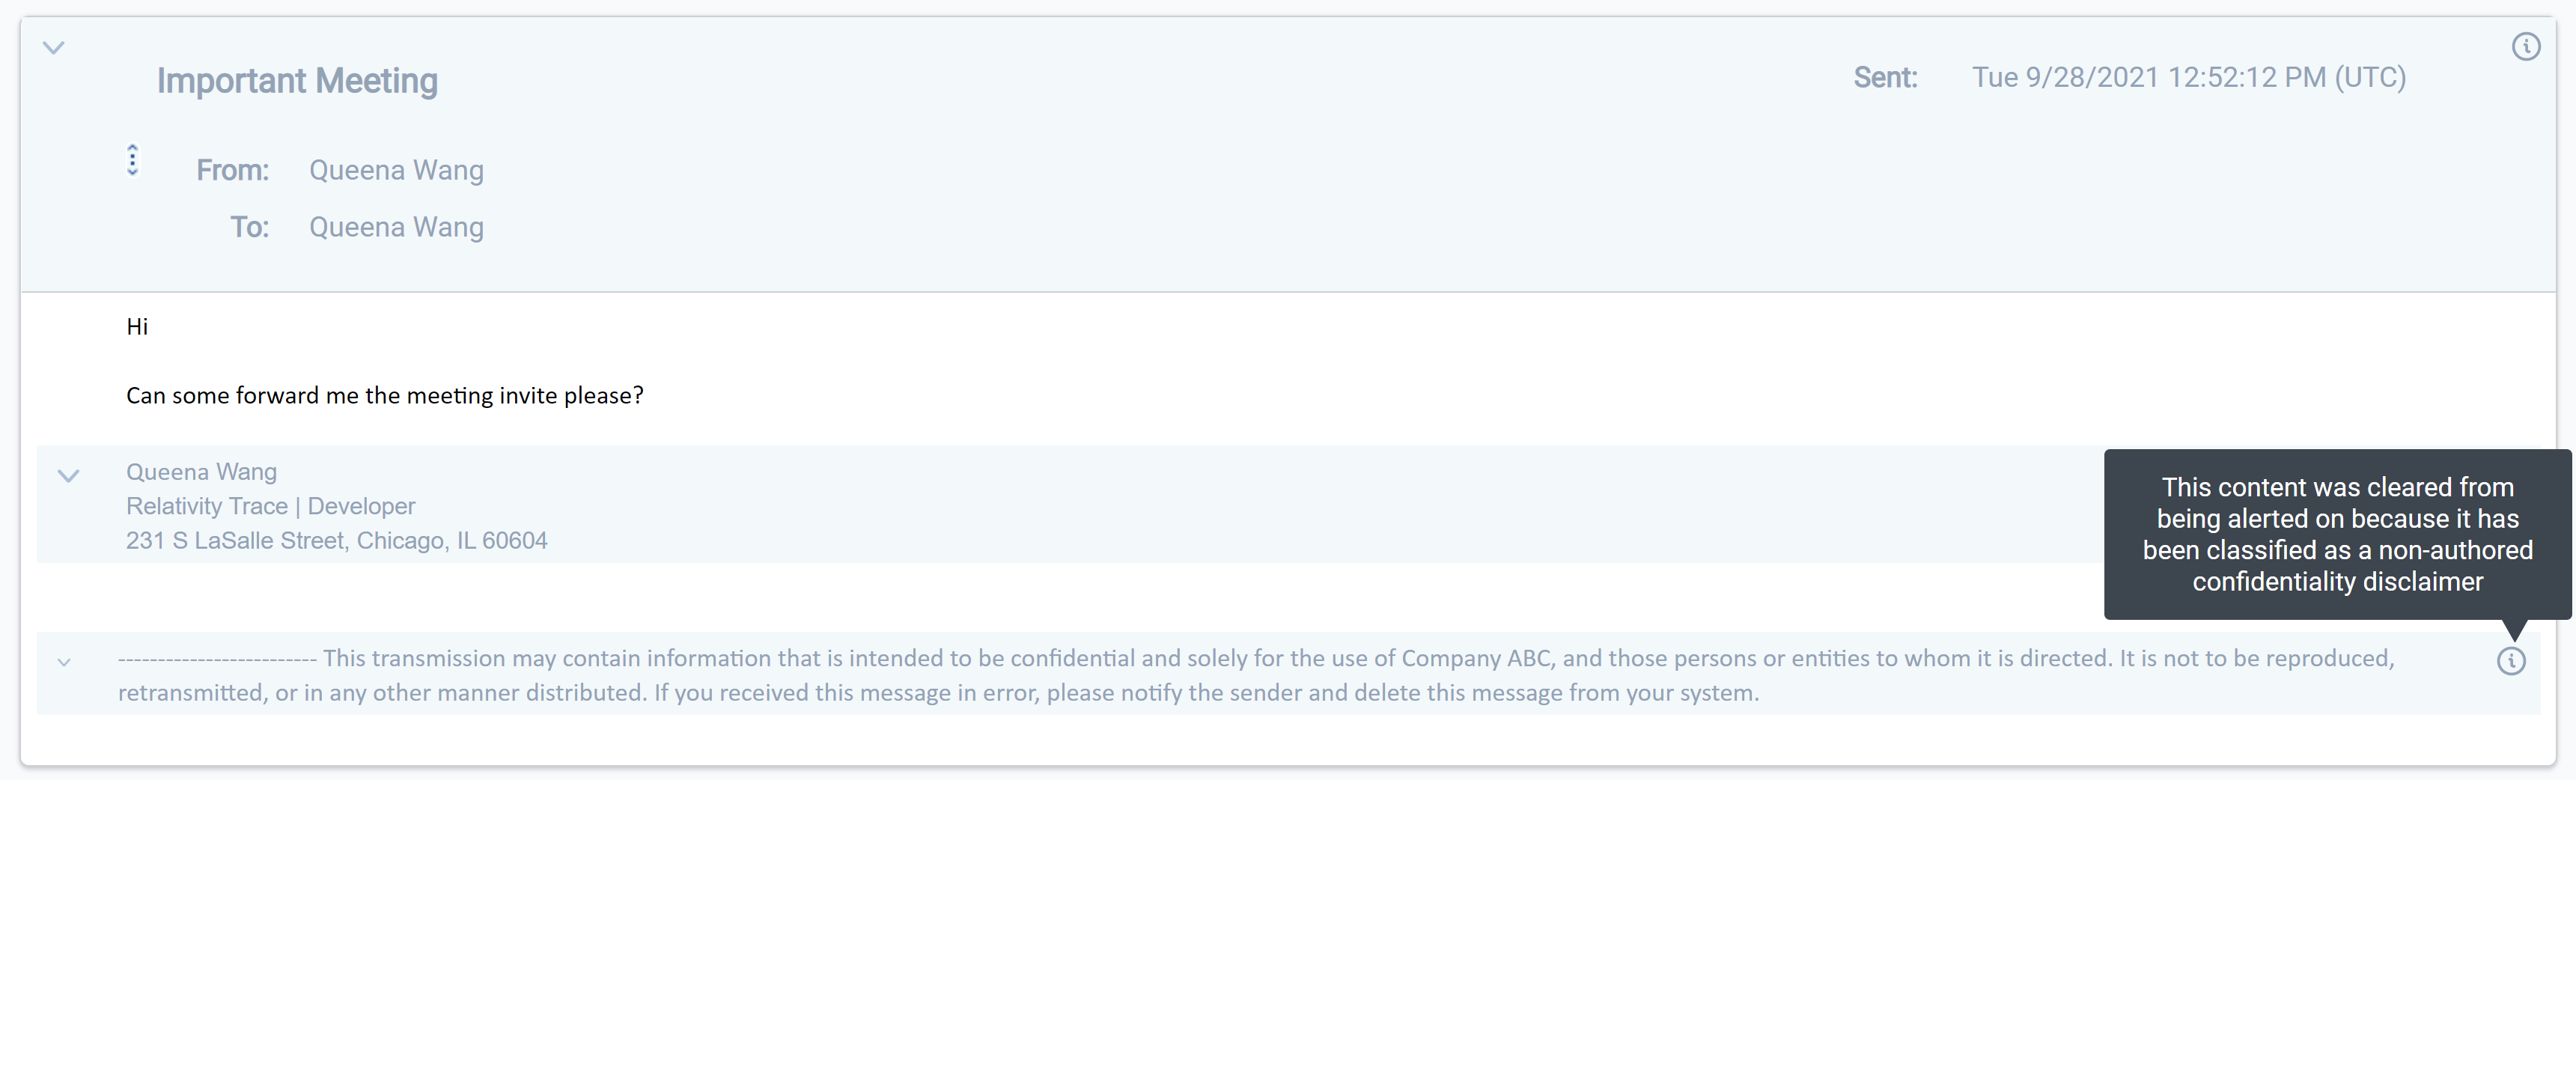 Important Meeting
Sent: Tue 9/28/2021 12:52:12 PM (UTC)
From: Queena Wang
To: Queena Wang
Hi
Can some forward me the meeting invite please?
Queena Wang
Relativity Trace | Developer
231 S LaSalle Street, Chicago, IL 60604
This content was cleared from
being alerted on because it has
been classified as a non-authored
confidentiality disclaimer
------------------------- This transmission may contain information that is intended to be confidential and solely for the use of Company ABC, and those persons or entities to whom it is directed. It is not to be reproduced,
retransmitted, or in any other manner distributed. If you received this message in error, please notify the sender and delete this message from your system.